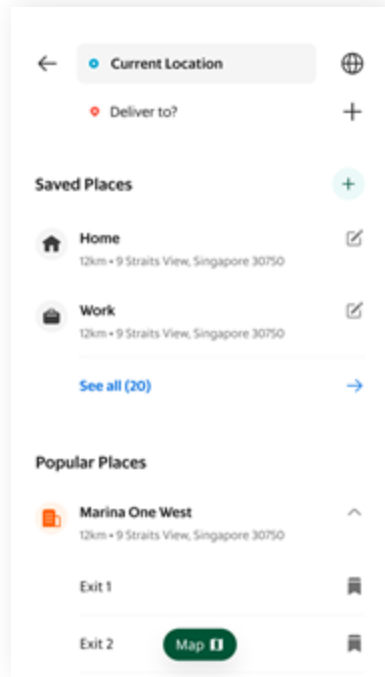 Current Location
Deliver to?
Saved Places
Home
12km • 9 Straits View, Singapore 30750
Work
12km • 9 Straits View, Singapore 30750
See all (20)
Popular Places
Marina One West
12km • 9 Straits View, Singapore 30750
Exit 1
Exit 2
Map